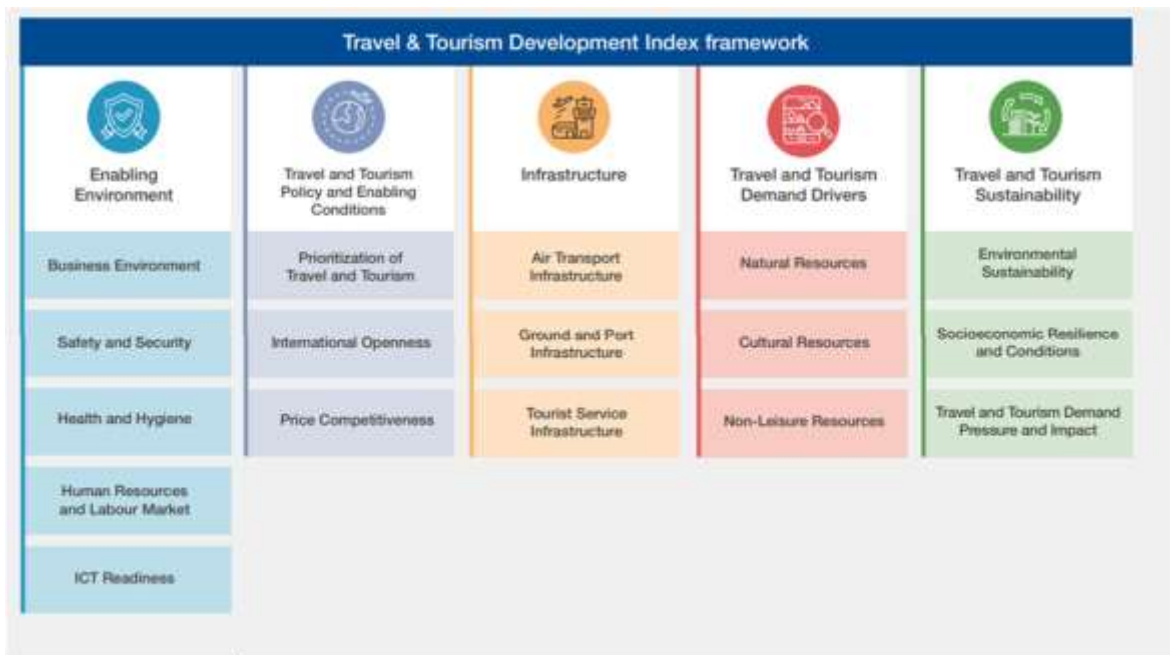 Travel & Tourism Development Index framework
Enabling
Environment
Business Environment
Safety and Security
Health and Hygiene
Human Resources
and Labour Market
ICT Readiness
Travel and Tourism
Policy and Enabling
Conditions
Prioritization of
Travel and Tourism
International Openness
Price Competitiveness
Infrastructure
Air Transport
Infrastructure
Ground and Port
Infrastructure
Tourist Service
Infrastructure
Travel and Tourism
Demand Drivers
Natural Resources
Cultural Resources
Non-Leisure Resources
Travel and Tourism
Sustainability
Environmental
Sustainability
Socioeconomic Resilience
and Conditions
Travel and Tourism Demand
Pressure and Impact